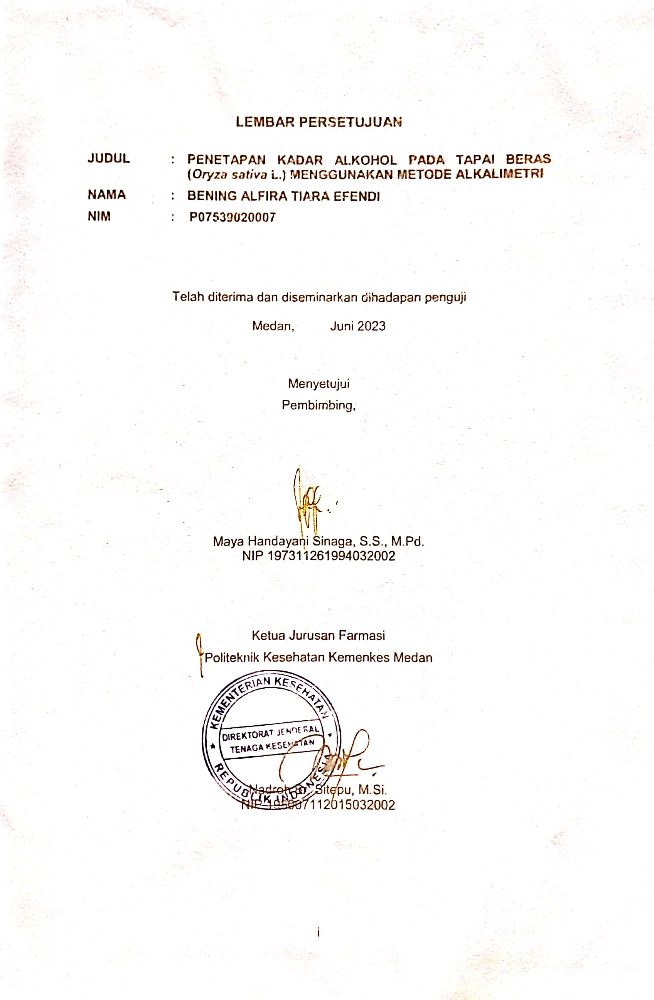 LEMBAR PERSETUJUAN
JUDUL : PENETAPAN KADAR ALKOHOL PADA TAPAI BERAS
(Oryza sativa L.) MENGGUNAKAN METODE ALKALIMETRI
NAMA : BENING ALFIRA TIARA EFENDI
NIM : P07539020007
Telah diterima dan diseminarkan dihadapan penguji
Medan, Juni 2023
Menyetujui
Pembimbing,
Maya Handayani Sinaga, S.S., M.Pd.
NIP 197311261994032002
Ketua Jurusan Farmasi
Politeknik Kesehatan Kemenkes Medan
KEMENTERIAN KESEHATAN
DIREKTORAT JENDERAL
TENAGA KESEHATAN
REPUBLIK INDONESIA
Nadroh Br. Sitepu, M.Si.
NIP
i